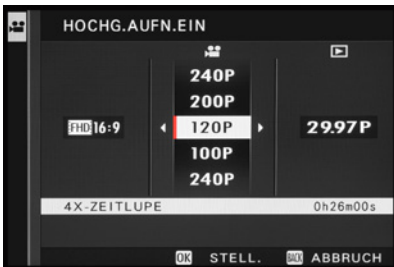 HOCHG.AUFN.EIN
240P
200P
FHD 16:9 120P 29.97P
100P
240P
4X-ZEITLUPE 0h26m00s
OK STELL. BACK ABBRUCH